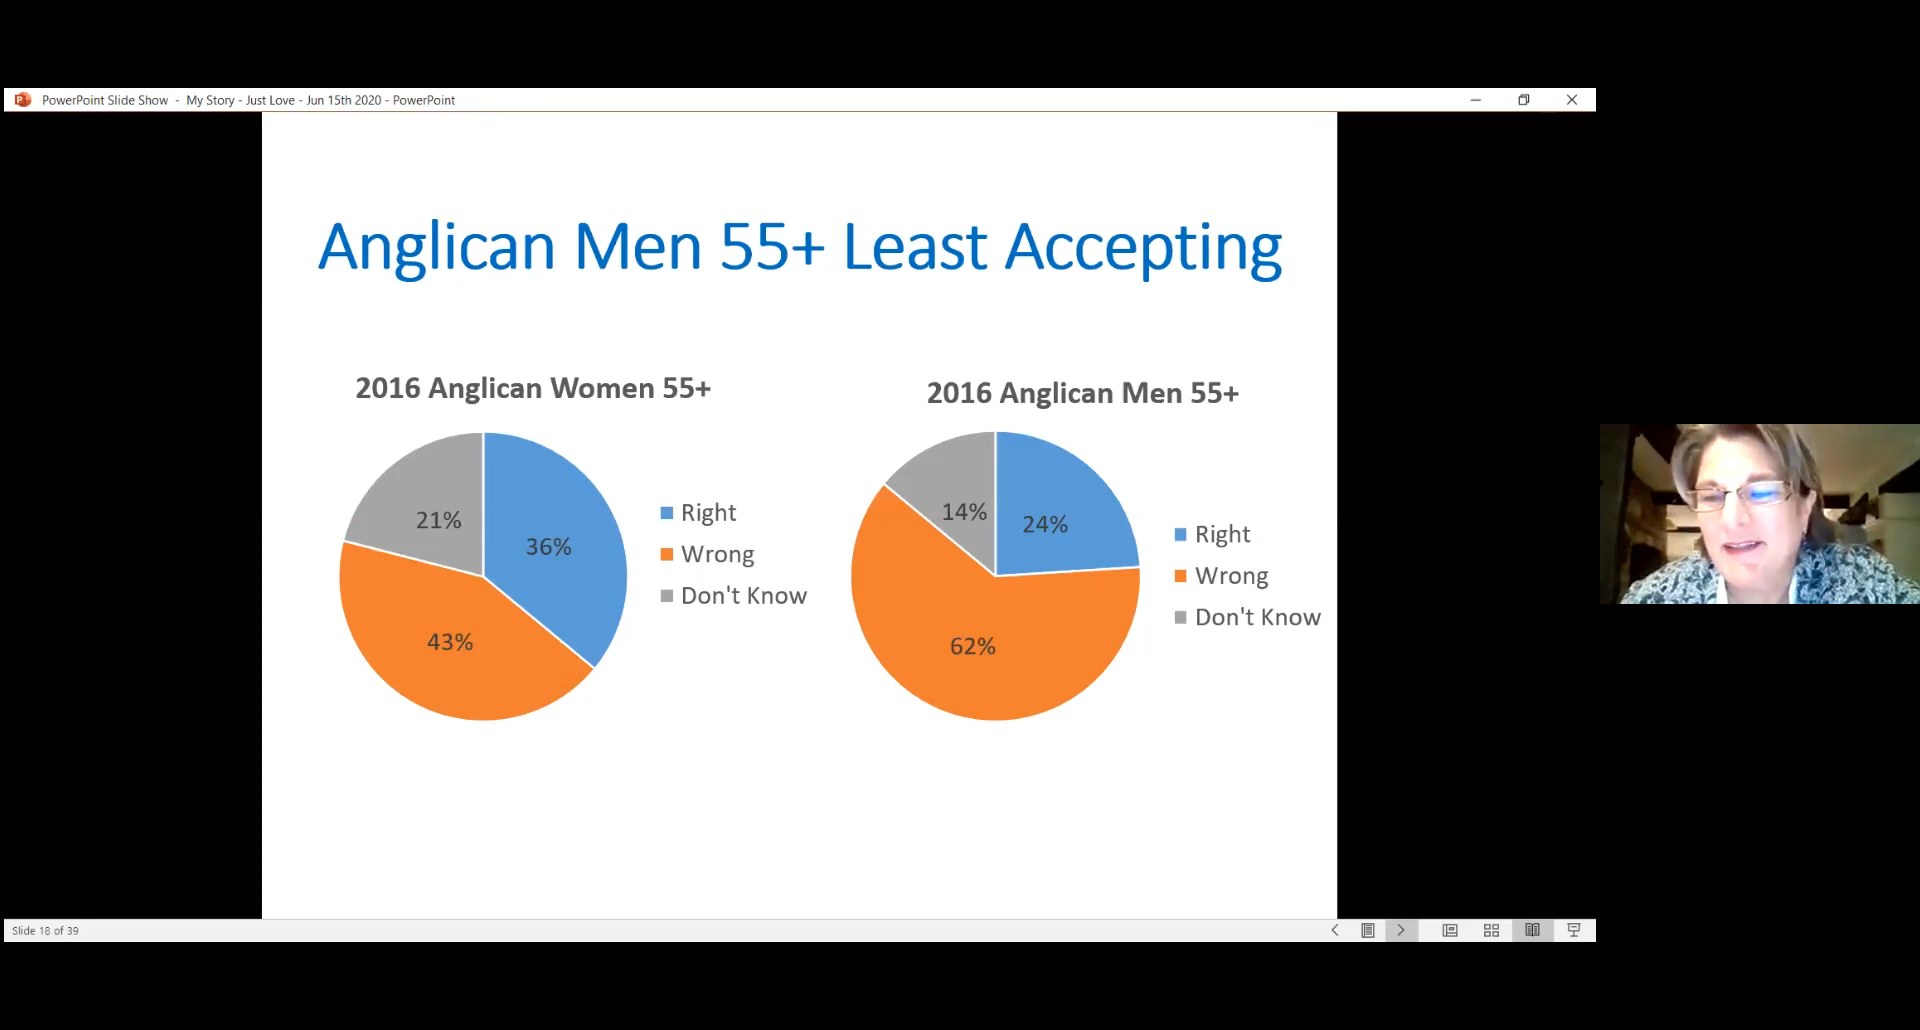 PowerPoint Slide Show - My Story - Just Love - Jun 15th 2020 - PowerPoint
Anglican Men 55+ Least Accepting
2016 Anglican Women 55+
21%
36%
43%
Right
Wrong
Don't Know
2016 Anglican Men 55+
14%
24%
62%
Right
Wrong
Don't Know
Slide 18 of 39